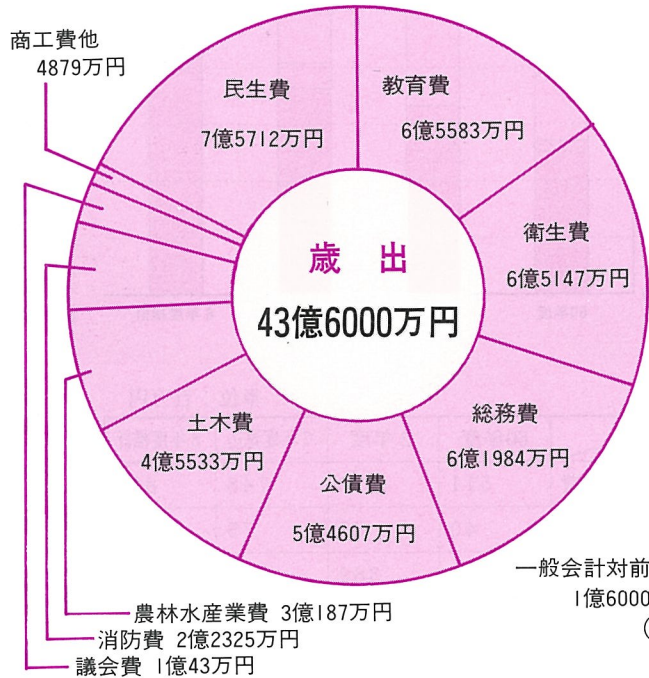 商工費他
4879万円
民生費
7億5712万円
教育費
6億5583万円
衛生費
6億5147万円
歳 出
43億6000万円
総務費
6億1984万円
土木費
4億5533万円
公債費
5億4607万円
一般会計対前
1億6000
（
農林水産業費 3億187万円
消防費 2億2325万円
議会費 1億43万円